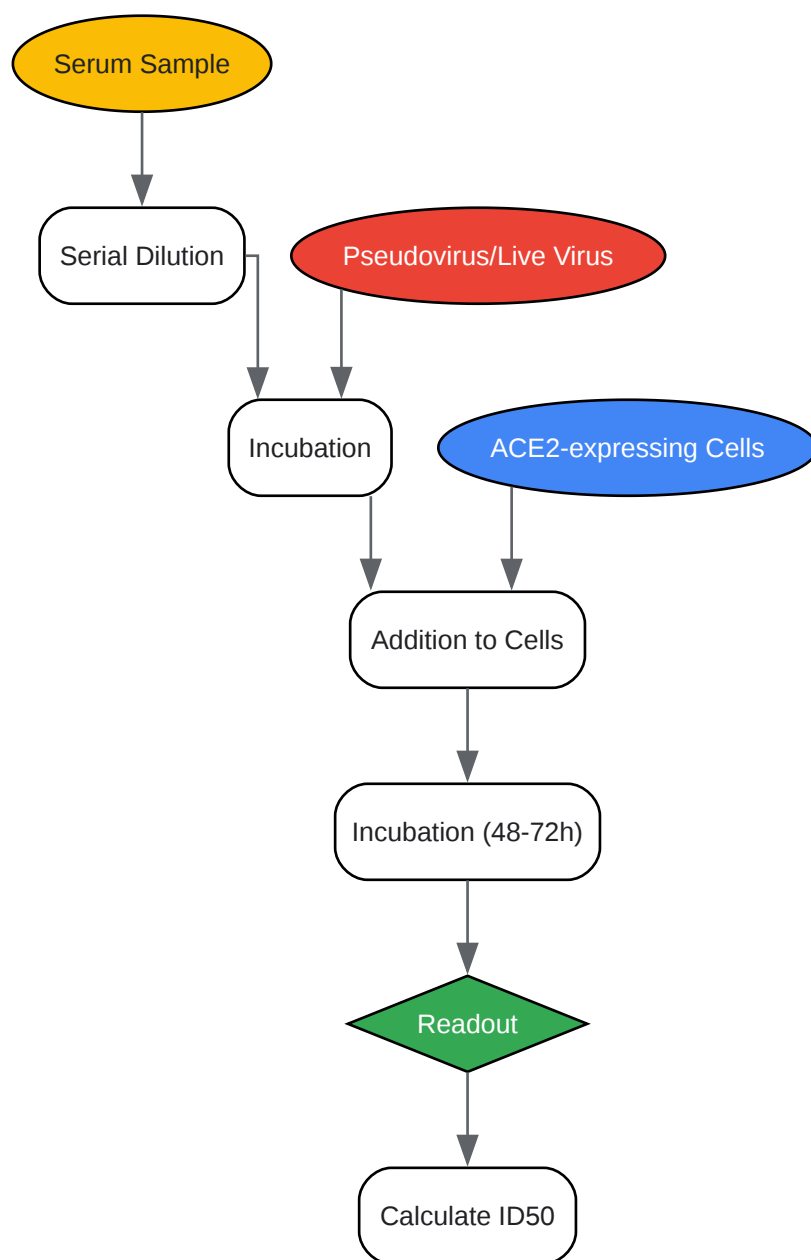 Serum Sample
Serial Dilution
Pseudovirus/Live Virus
Incubation
ACE2-expressing Cells
Addition to Cells
Incubation (48-72h)
Readout
Calculate ID50